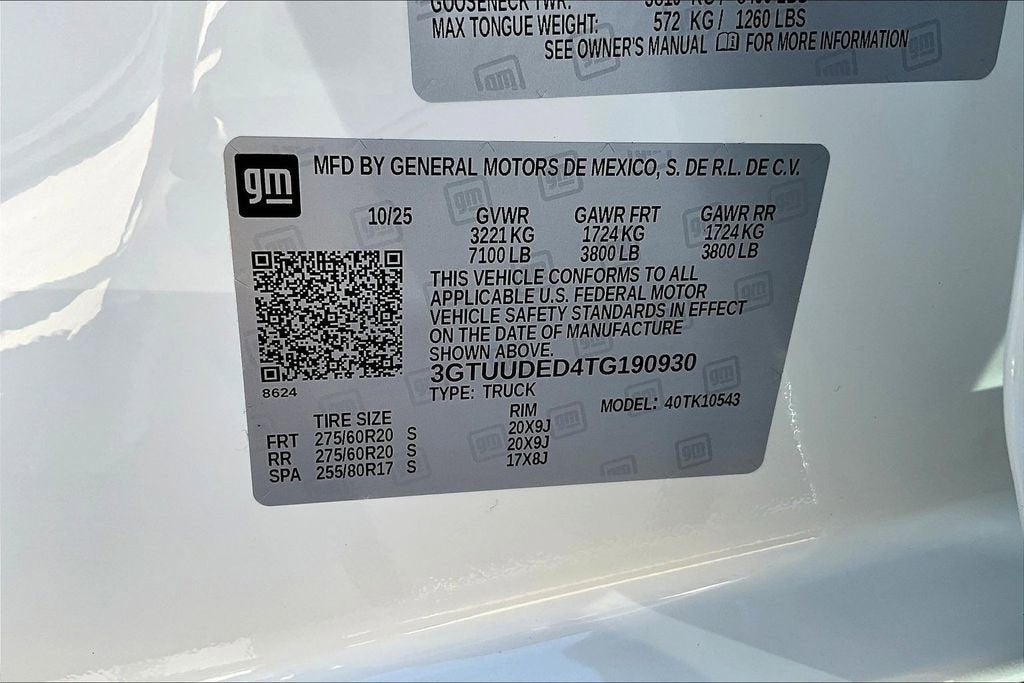 MAX TONGUE WEIGHT: 572 KG / 1260 LBS
SEE OWNER'S MANUAL FOR MORE INFORMATION
gm
MFD BY GENERAL MOTORS DE MEXICO, S. DE R.L. DE C.V.
10/25 GVWR GAWR FRT GAWR RR
3221 KG 1724 KG 1724 KG
7100 LB 3800 LB 3800 LB
THIS VEHICLE CONFORMS TO ALL
APPLICABLE U.S. FEDERAL MOTOR
VEHICLE SAFETY STANDARDS IN EFFECT
ON THE DATE OF MANUFACTURE
SHOWN ABOVE.
3GTUUDED4TG190930
8624
TYPE: TRUCK
MODEL: 40TK10543
TIRE SIZE RIM
FRT 275/60R20 S 20X9J
RR 275/60R20 S 20X9J
SPA 255/80R17 S 17X8J